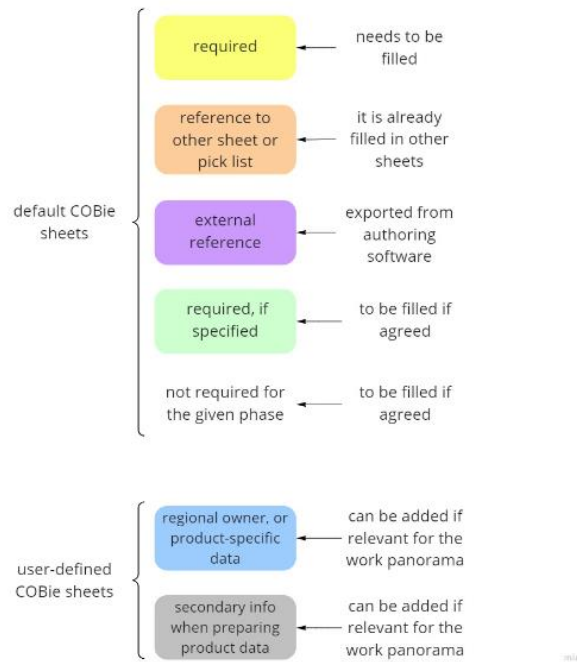 required
needs to be
filled
reference to
other sheet or
pick list
it is already
filled in other
sheets
default COBie
sheets
external
reference
exported from
authoring
software
required, if
specified
to be filled if
agreed
not required for
the given phase
to be filled if
agreed
user-defined
COBie sheets
regional owner, or
product-specific
data
can be added if
relevant for the
work panorama
secondary info
when preparing
product data
can be added if
relevant for the
work panorama